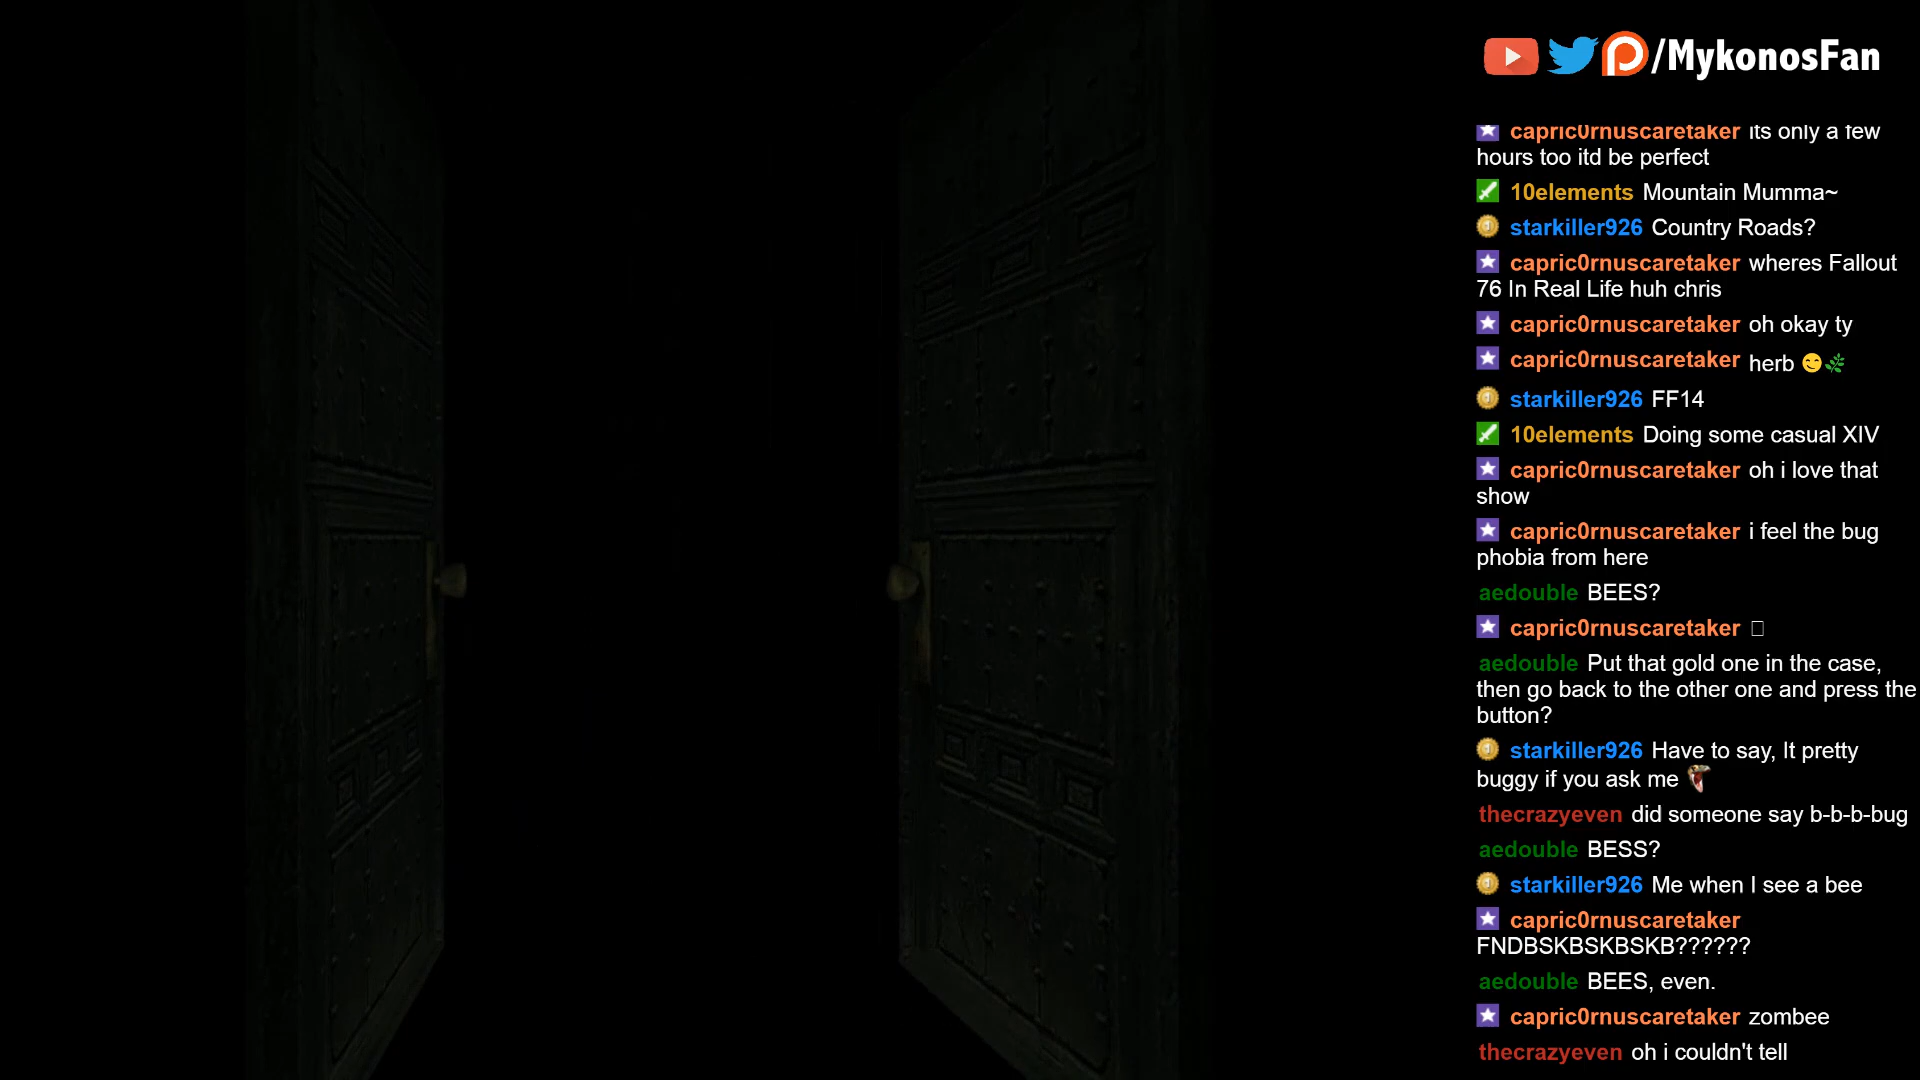 /MykonosFan
capric0rnuscaretaker its only a few
hours too itd be perfect
10elements Mountain Mumma~
starkiller926 Country Roads?
capric0rnuscaretaker wheres Fallout
76 In Real Life huh chris
capric0rnuscaretaker oh okay ty
capric0rnuscaretaker herb 😊🌿
starkiller926 FF14
10elements Doing some casual XIV
capric0rnuscaretaker oh i love that
show
capric0rnuscaretaker i feel the bug
phobia from here
aedouble BEES?
capric0rnuscaretaker
aedouble Put that gold one in the case,
then go back to the other one and press the
button?
starkiller926 Have to say, It pretty
buggy if you ask me
thecrazyeven did someone say b-b-b-bug
aedouble BESS?
starkiller926 Me when I see a bee
capric0rnuscaretaker
FNDBSKBSKBSKB??????
aedouble BEES, even.
capric0rnuscaretaker zombee
thecrazyeven oh i couldn't tell